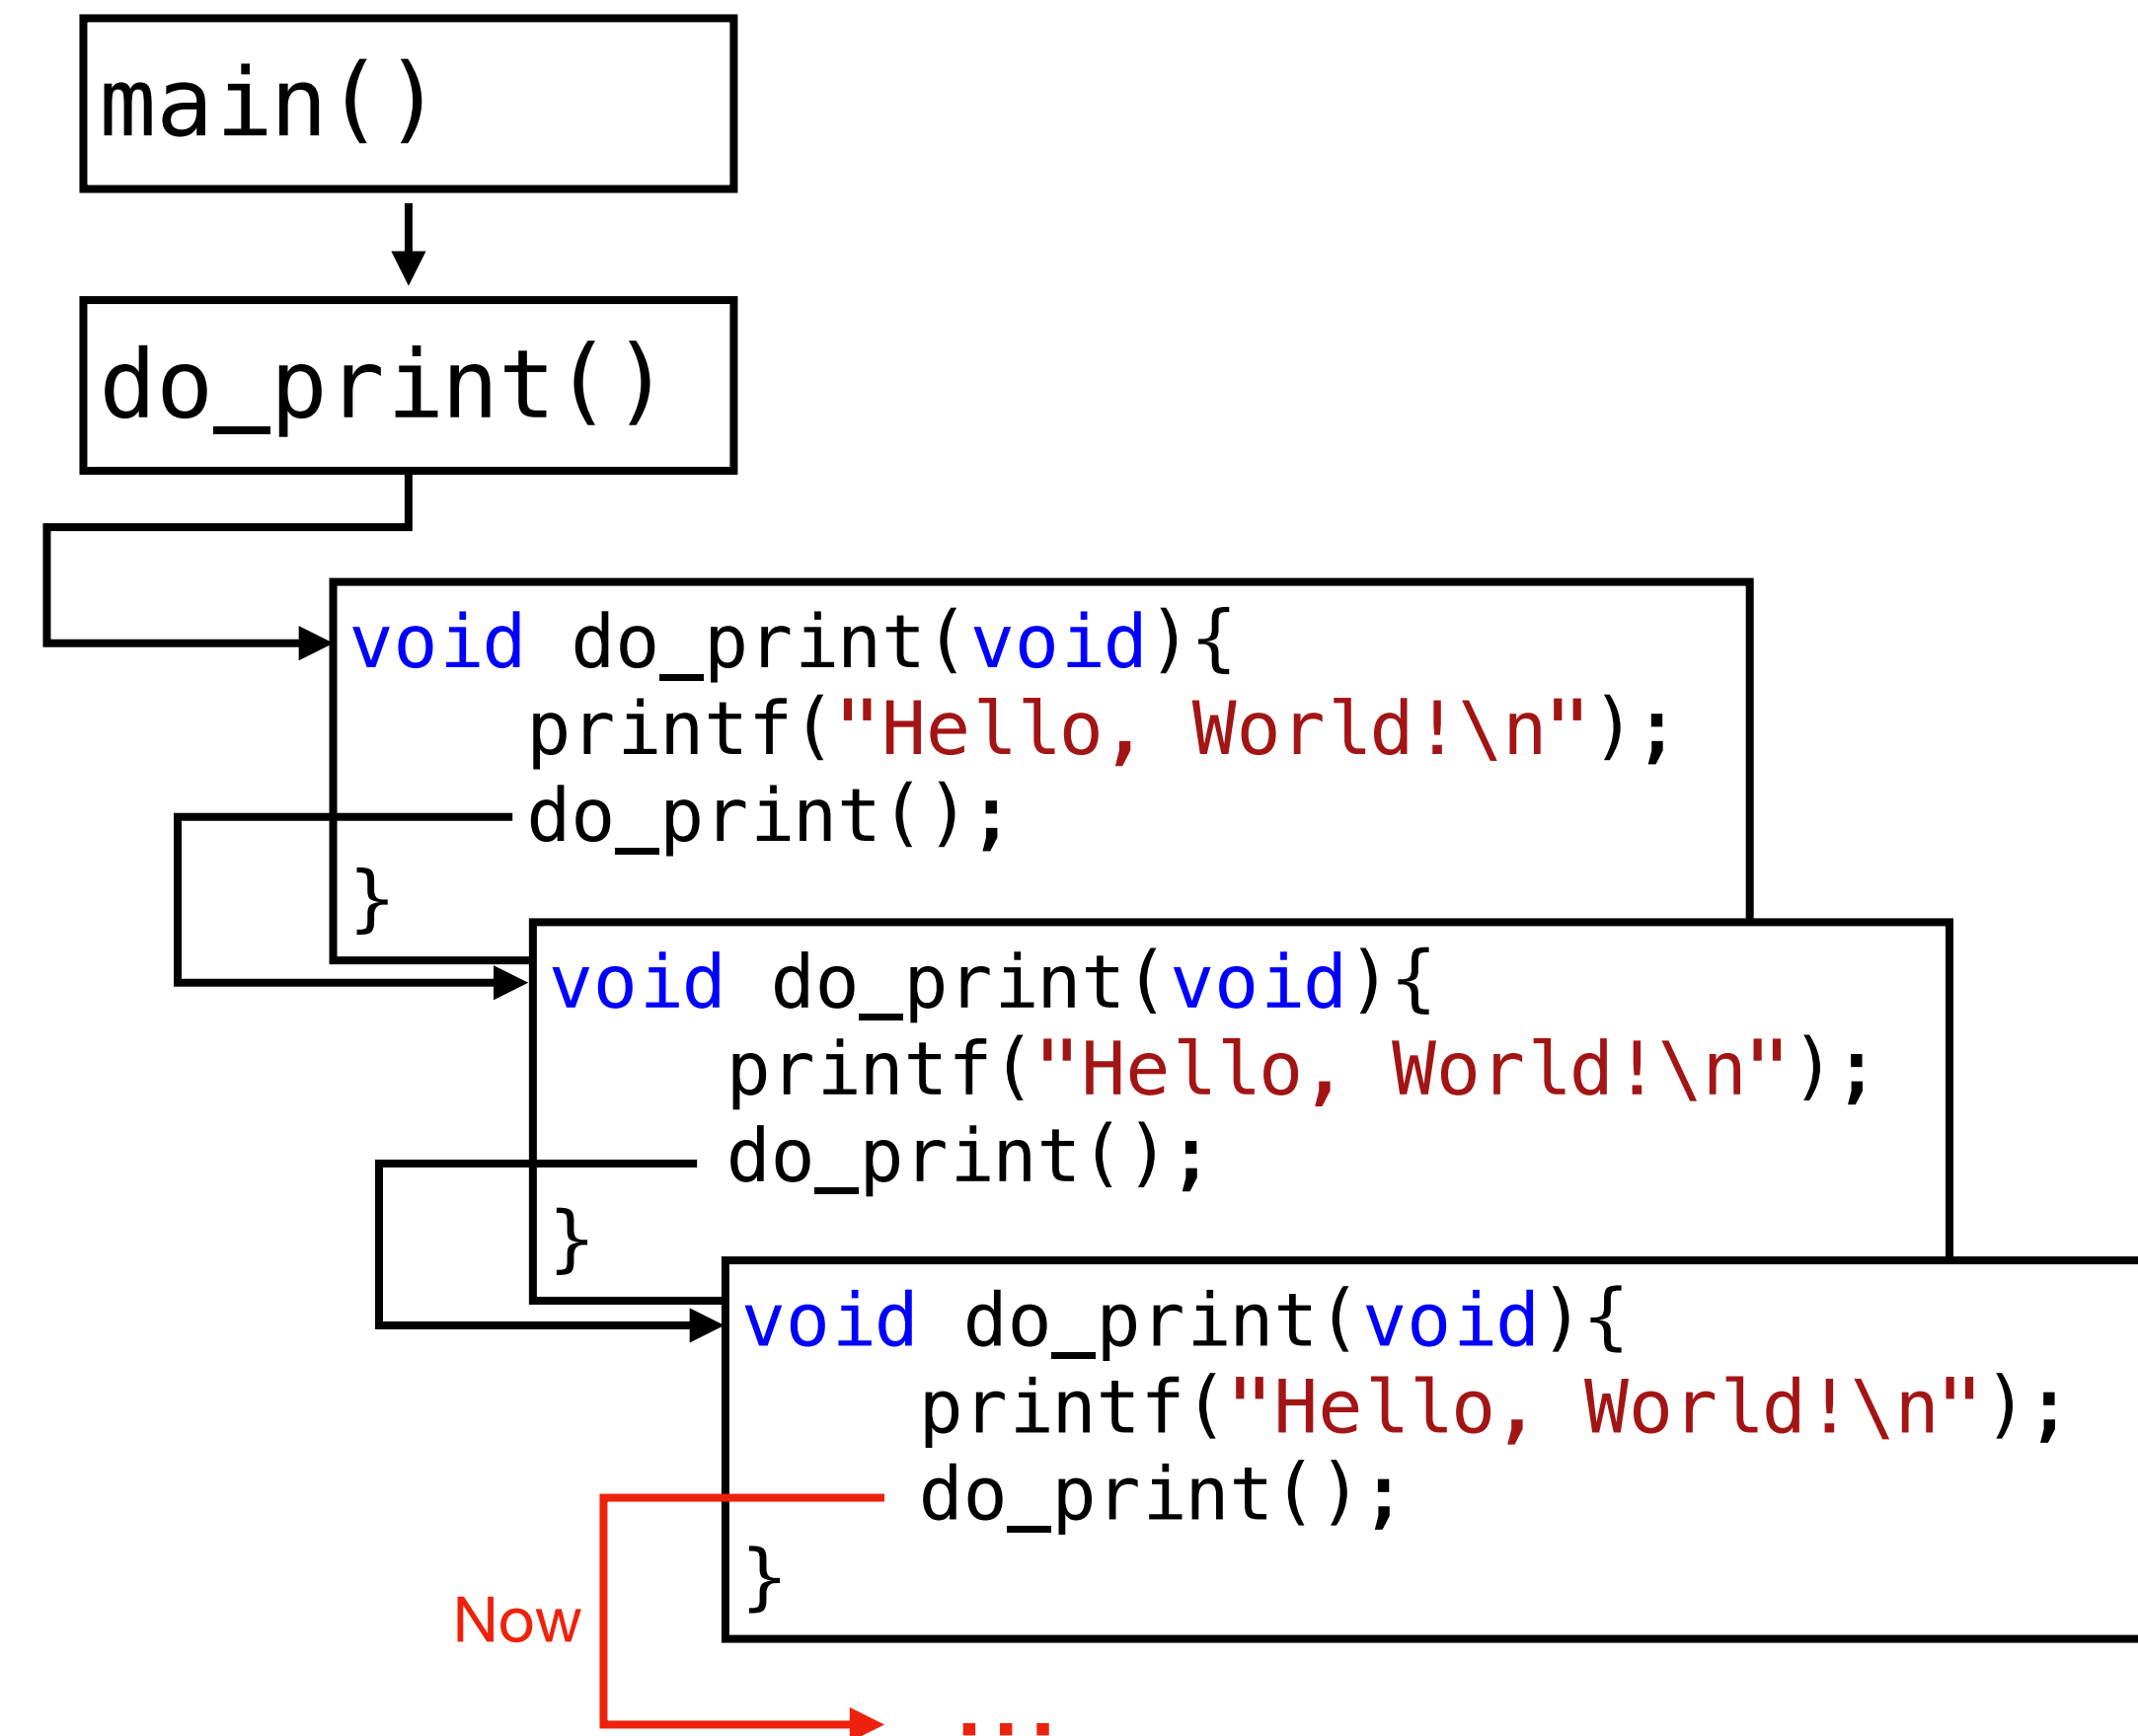 main()
do_print()
void do_print(void){
    printf("Hello, World!\n");
    do_print();
}
void do_print(void){
    printf("Hello, World!\n");
    do_print();
}
void do_print(void){
    printf("Hello, World!\n");
    do_print();
}
Now
...